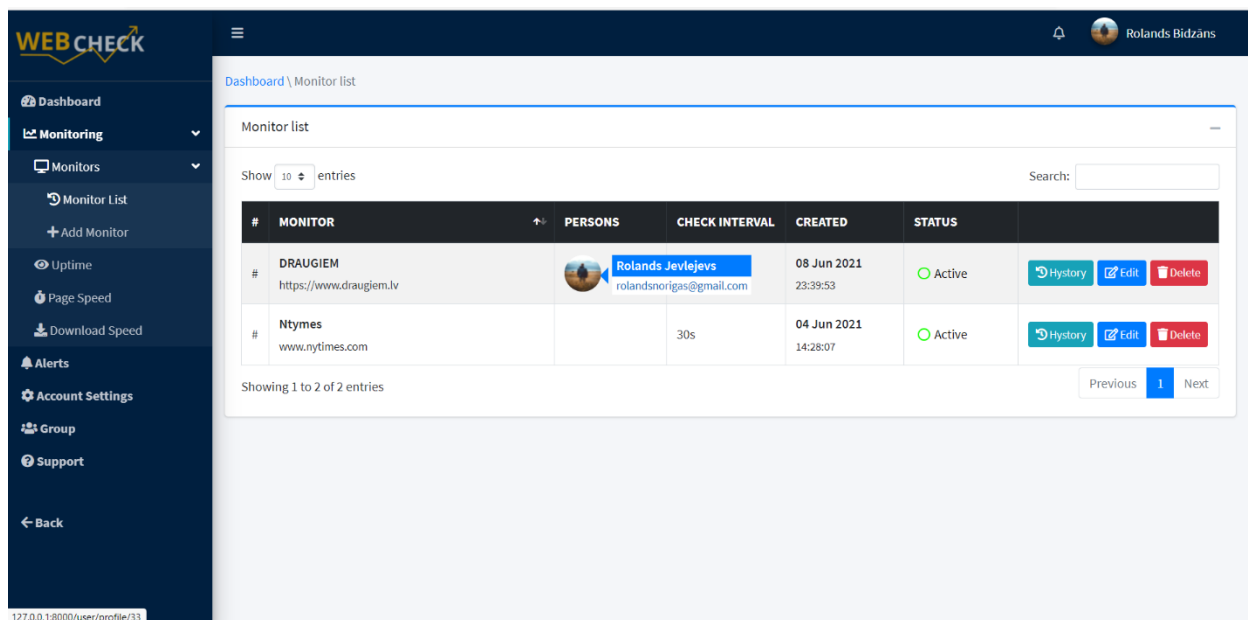 WEBCHECK
Rolands Bidzāns
Dashboard
Monitoring
Monitors
Monitor List
Add Monitor
Uptime
Page Speed
Download Speed
Alerts
Account Settings
Group
Support
Back
127.0.0.1:8000/user/profile/33
Dashboard \ Monitor list
Monitor list
Show 10 entries
Search:
# MONITOR PERSONS CHECK INTERVAL CREATED STATUS
# DRAUGIEM Rolands Jevlejevs 08 Jun 2021 Active Hystory Edit Delete
https://www.draugiem.lv rolandsnorigas@gmail.com 23:39:53
# Ntymes 30s 04 Jun 2021 Active Hystory Edit Delete
www.nytimes.com 14:28:07
Showing 1 to 2 of 2 entries
Previous 1 Next